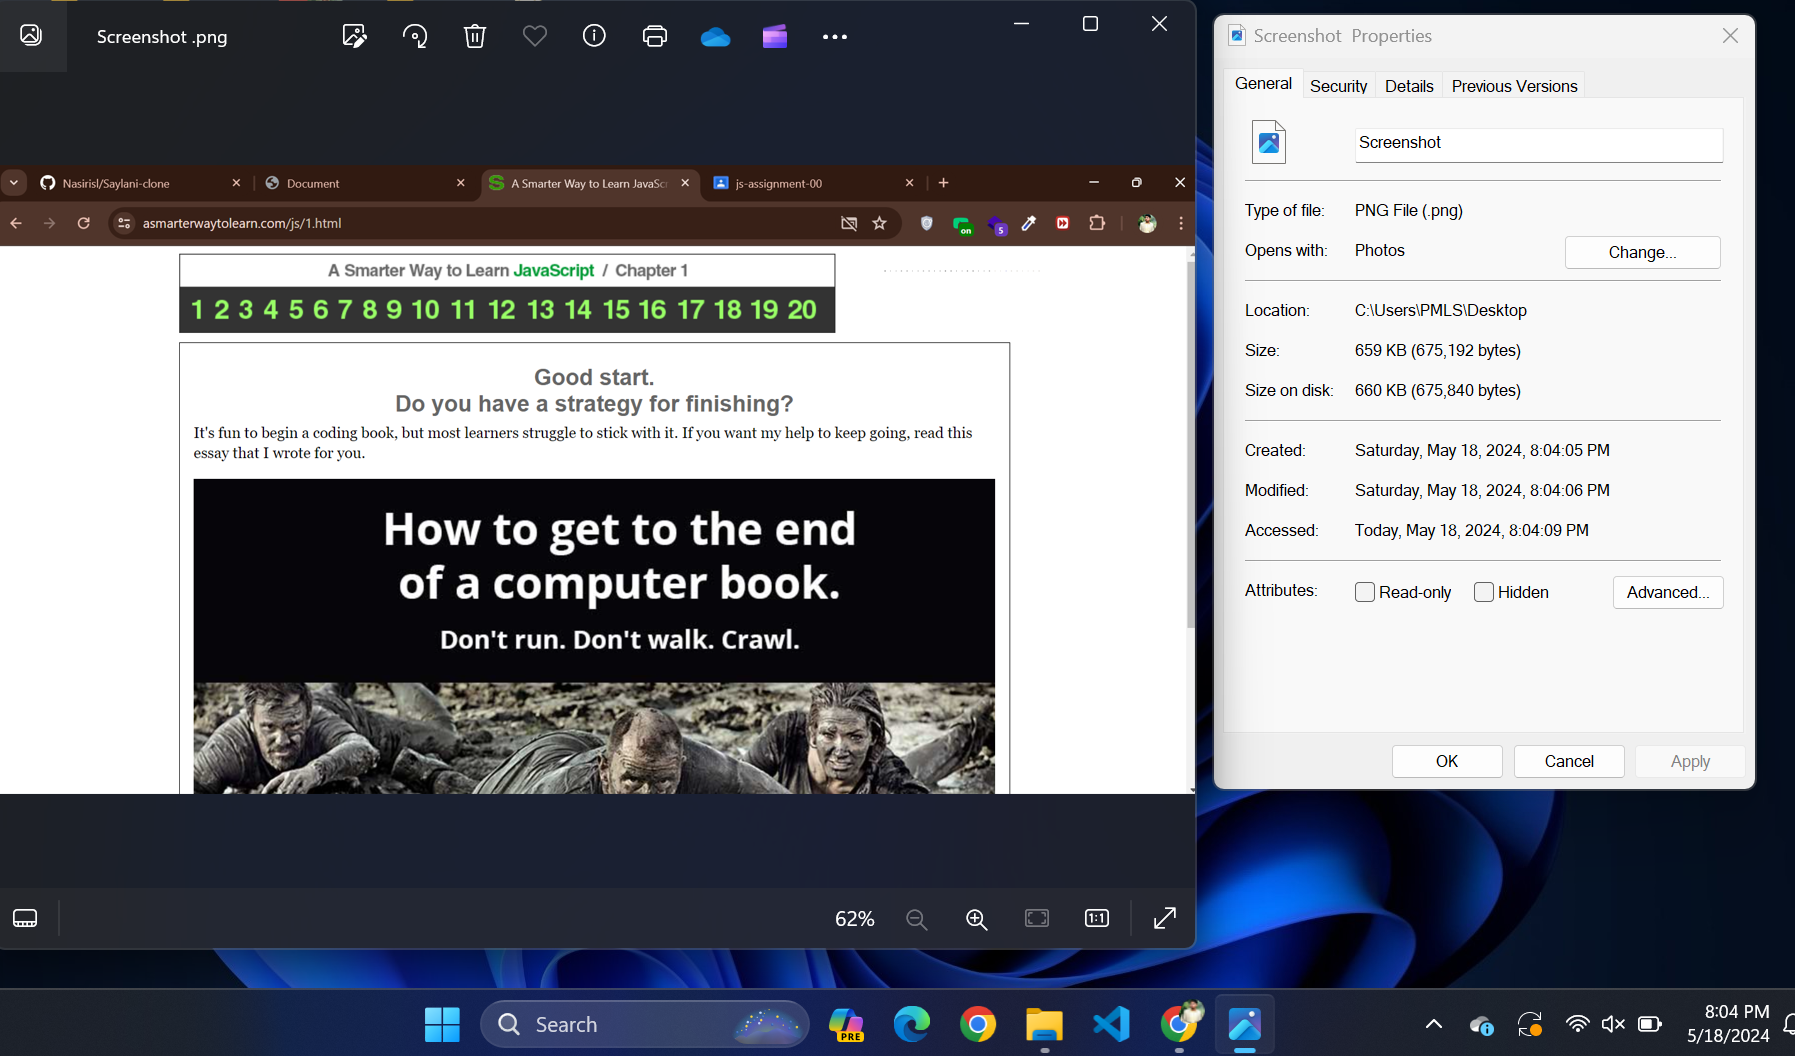 Screenshot .png
Nasirisl/Saylani-clone
Document
A Smarter Way to Learn JavaScr
js-assignment-00
asmarterwaytolearn.com/js/1.html
on
5
A Smarter Way to Learn JavaScript / Chapter 1
1 2 3 4 5 6 7 8 9 10 11 12 13 14 15 16 17 18 19 20
Good start.
Do you have a strategy for finishing?
It's fun to begin a coding book, but most learners struggle to stick with it. If you want my help to keep going, read this
essay that I wrote for you.
How to get to the end
of a computer book.
Don't run. Don't walk. Crawl.
62%
1:1
Screenshot Properties
General
Security
Details
Previous Versions
Screenshot
Type of file: PNG File (.png)
Opens with: Photos
Change...
Location: C:\Users\PMLS\Desktop
Size: 659 KB (675,192 bytes)
Size on disk: 660 KB (675,840 bytes)
Created: Saturday, May 18, 2024, 8:04:05 PM
Modified: Saturday, May 18, 2024, 8:04:06 PM
Accessed: Today, May 18, 2024, 8:04:09 PM
Attributes: Read-only Hidden
Advanced...
OK
Cancel
Apply
Search
PRE
8:04 PM
5/18/2024